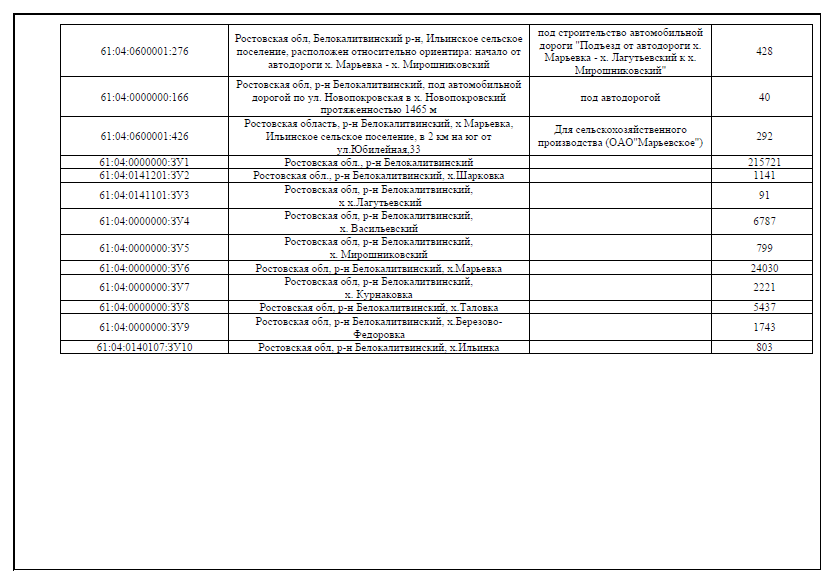 61:04:0600001:276
Ростовская обл, Белокалитвинский р-н, Ильинское сельское
поселение, расположен относительно ориентира: начало от
автодороги х. Марьевка - х. Мирошниковский
под строительство автомобильной
дороги "Подъезд от автодороги х.
Марьевка - х. Лагутьевский к х.
Мирошниковский"
428
61:04:0000000:166
Ростовская обл, р-н Белокалитвинский, под автомобильной
дорогой по ул. Новопокровская в х. Новопокровский
протяженностью 1465 м
под автодорогой
40
61:04:0600001:426
Ростовская область, р-н Белокалитвинский, х Марьевка,
Ильинское сельское поселение, в 2 км на юг от
ул.Юбилейная,33
Для сельскохозяйственного
производства (ОАО"Марьевское")
292
61:04:0000000:ЗУ1
Ростовская обл., р-н Белокалитвинский
215721
61:04:0141201:ЗУ2
Ростовская обл., р-н Белокалитвинский, х.Шарковка
1141
61:04:0141101:ЗУ3
Ростовская обл, р-н Белокалитвинский,
х х.Лагутьевский
91
61:04:0000000:ЗУ4
Ростовская обл, р-н Белокалитвинский,
х. Васильевский
6787
61:04:0000000:ЗУ5
Ростовская обл, р-н Белокалитвинский,
х. Мирошниковский
799
61:04:0000000:ЗУ6
Ростовская обл, р-н Белокалитвинский, х.Марьевка
24030
61:04:0000000:ЗУ7
Ростовская обл, р-н Белокалитвинский,
х. Курнаковка
2221
61:04:0000000:ЗУ8
Ростовская обл, р-н Белокалитвинский, х.Таловка
5437
61:04:0000000:ЗУ9
Ростовская обл, р-н Белокалитвинский, х.Березово-
Федоровка
1743
61:04:0140107:ЗУ10
Ростовская обл, р-н Белокалитвинский, х.Ильинка
803